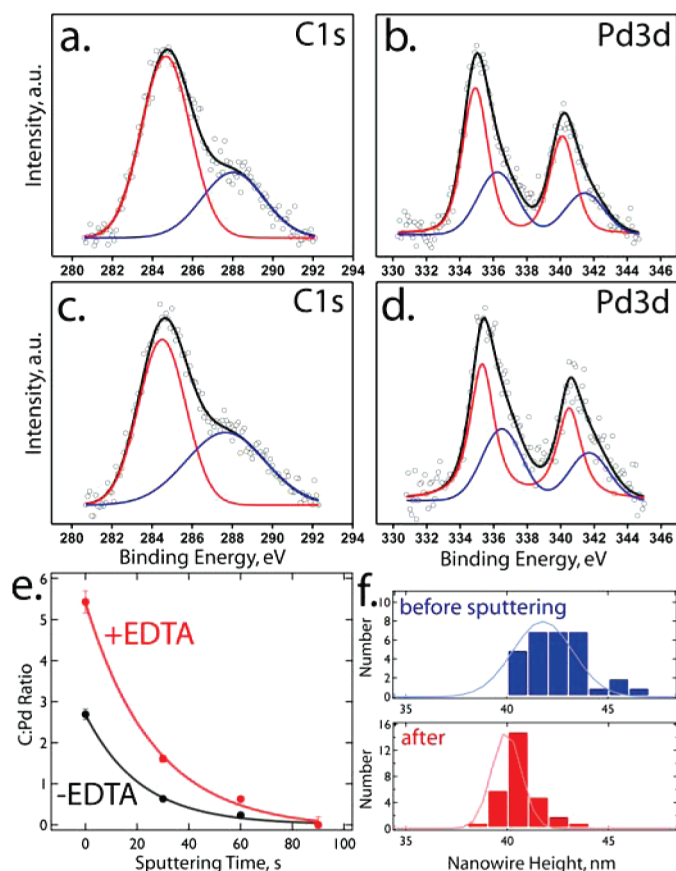 a. C1s
b. Pd3d
Intensity, a.u.
280 282 284 286 288 290 292 294
330 332 334 336 338 340 342 344 346
c. C1s
d. Pd3d
Intensity, a.u.
280 282 284 286 288 290 292 294
Binding Energy, eV
330 332 334 336 338 340 342 344 346
Binding Energy, eV
e.
6
5
4
3
2
1
0
C:Pd Ratio
+EDTA
-EDTA
0 20 40 60 80 100
Sputtering Time, s
f.
before sputtering
10
8
6
4
2
0
Number
35 40 45
after
16
12
8
4
0
Number
35 40 45
Nanowire Height, nm